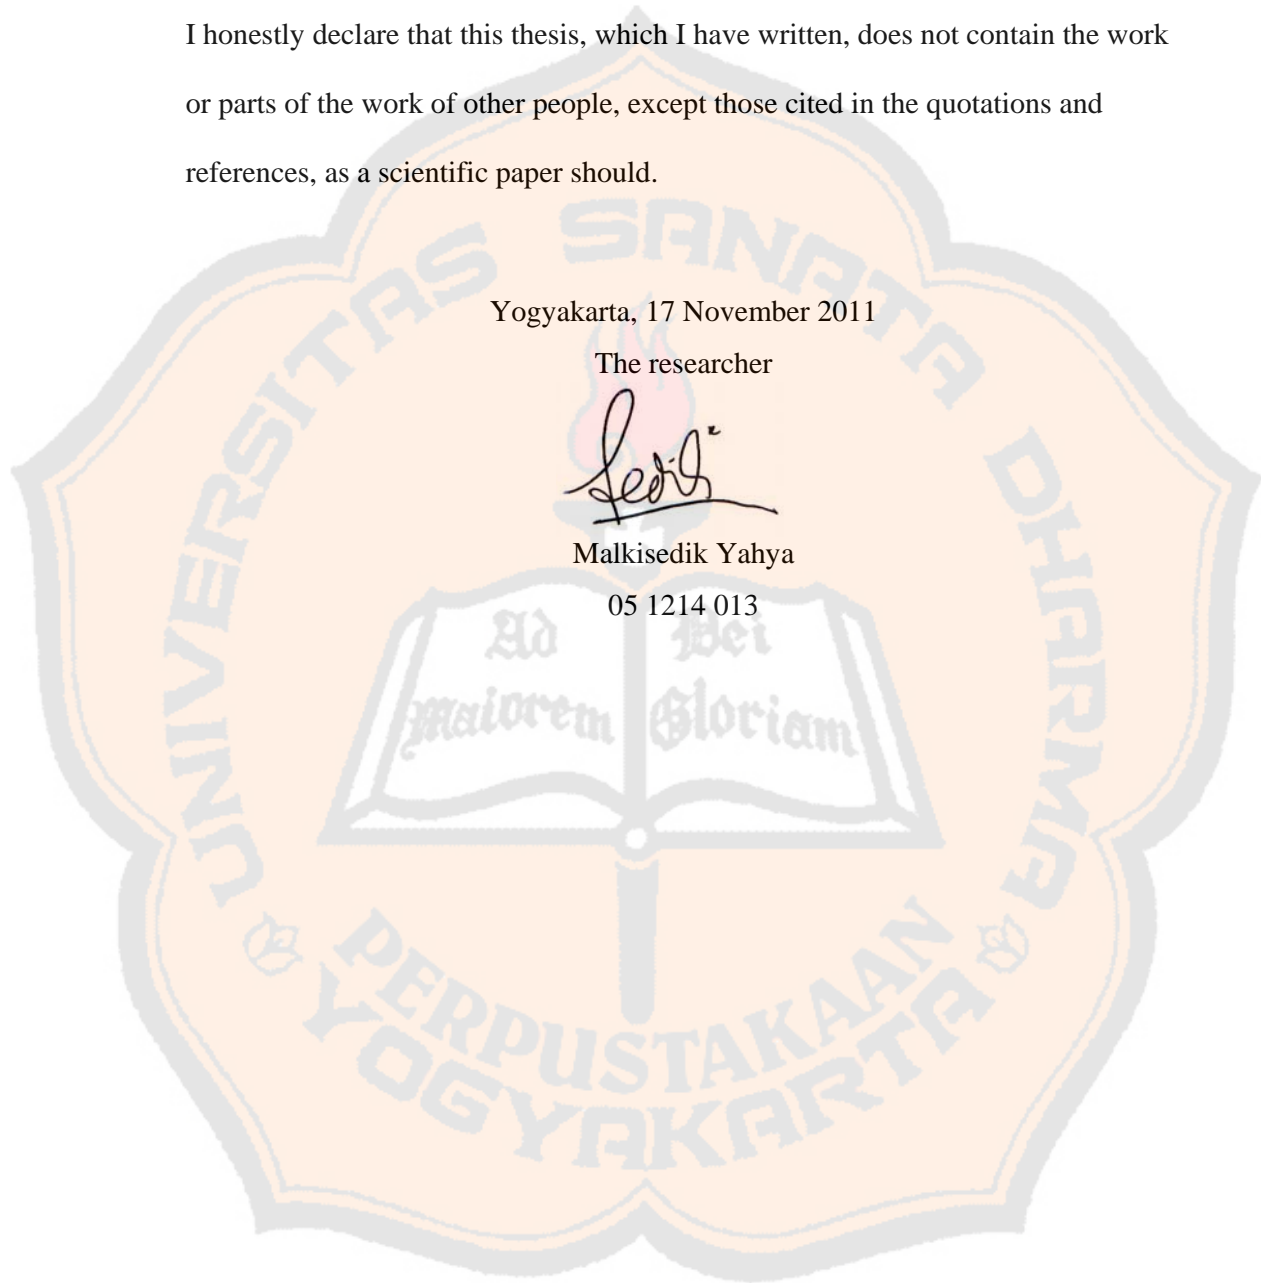 I honestly declare that this thesis, which I have written, does not contain the work
or parts of the work of other people, except those cited in the quotations and
references, as a scientific paper should.
UNIVERSITAS SANATA DHARMA
Yogyakarta, 17 November 2011
The researcher
Malkisedik Yahya
05 1214 013
Ad
Maiorem
Dei
Gloriam
PERPUSTAKAAN
YOGYAKARTA